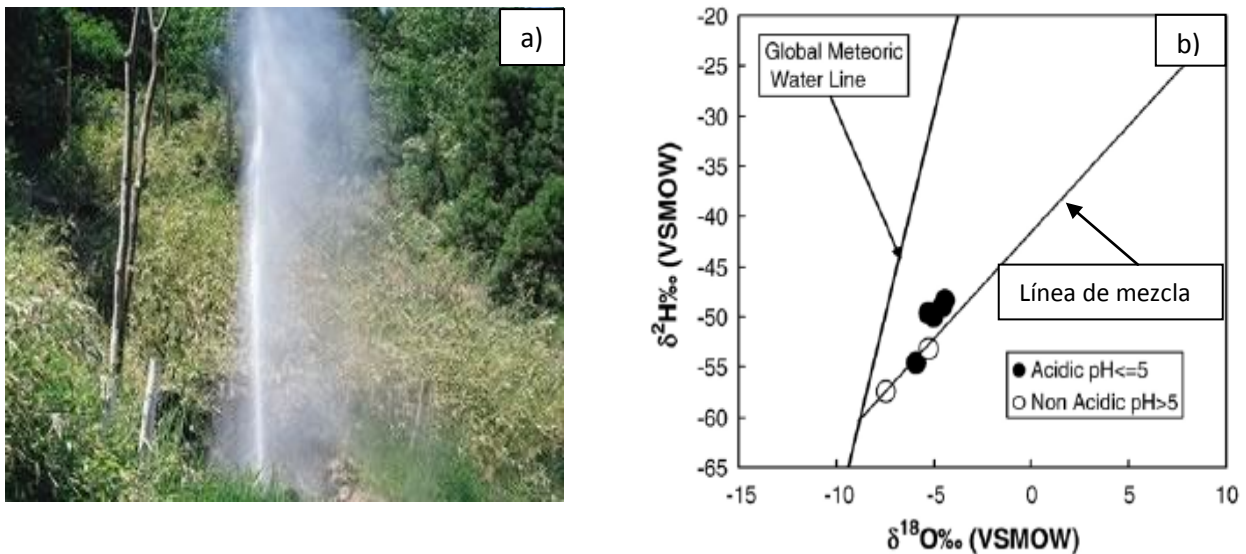 a)
b)
Global Meteoric
Water Line
Línea de mezcla
Acidic pH<=5
Non Acidic pH>5
δ²H‰ (VSMOW)
-20
-25
-30
-35
-40
-45
-50
-55
-60
-65
-15
-10
-5
0
5
10
δ¹⁸O‰ (VSMOW)